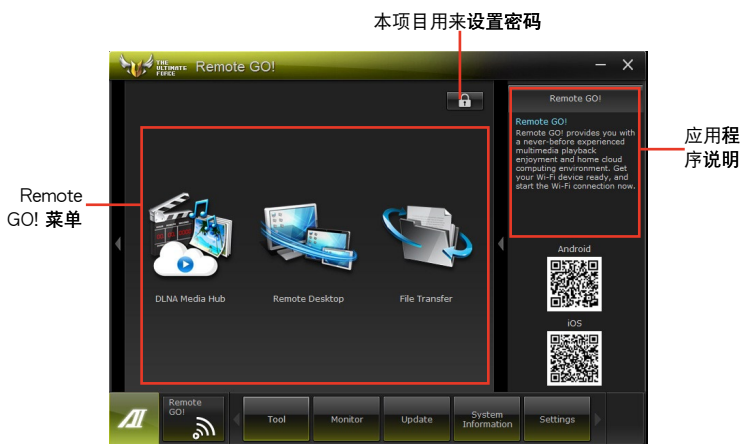 本项目用来设置密码
THE
ULTIMATE
FORCE
Remote GO!
Remote GO!
Remote GO!
Remote GO! provides you with
a never-before experienced
multimedia playback
enjoyment and home cloud
computing environment. Get
your Wi-Fi device ready, and
start the Wi-Fi connection now.
应用程
序说明
Remote
GO! 菜单
DLNA Media Hub
Remote Desktop
File Transfer
Android
iOS
AI
Remote
GO!
Tool
Monitor
Update
System
Information
Settings